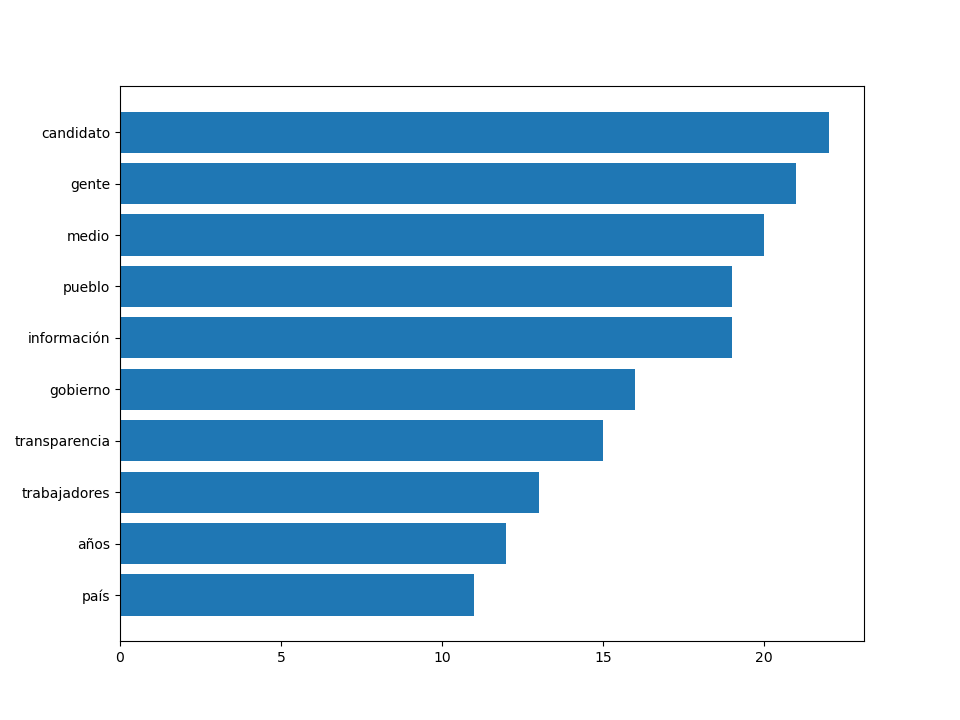 candidato
gente
medio
pueblo
información
gobierno
transparencia
trabajadores
años
país
0 5 10 15 20